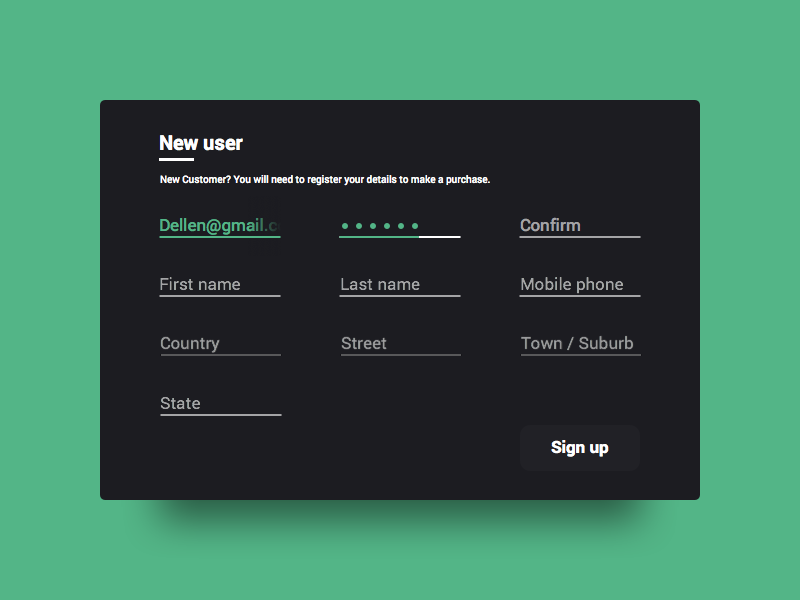 New user
New Customer? You will need to register your details to make a purchase.
Dellen@gmail.c
Confirm
First name
Last name
Mobile phone
Country
Street
Town / Suburb
State
Sign up